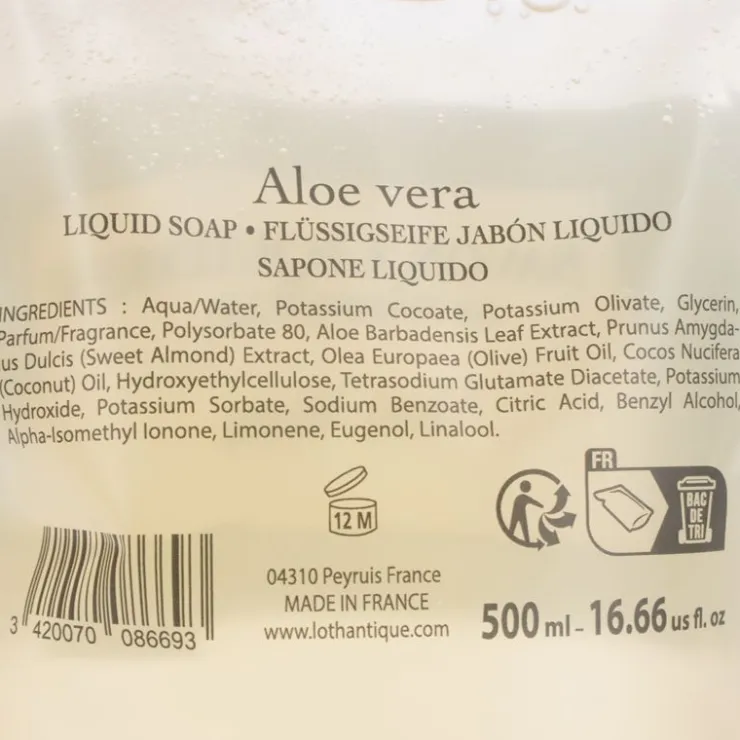 Aloe vera
LIQUID SOAP • FLÜSSIGSEIFE JABÓN LIQUIDO
SAPONE LIQUIDO
INGREDIENTS : Aqua/Water, Potassium Cocoate, Potassium Olivate, Glycerin,
Parfum/Fragrance, Polysorbate 80, Aloe Barbadensis Leaf Extract, Prunus Amygda-
us Dulcis (Sweet Almond) Extract, Olea Europaea (Olive) Fruit Oil, Cocos Nucifera
(Coconut) Oil, Hydroxyethylcellulose, Tetrasodium Glutamate Diacetate, Potassium
Hydroxide, Potassium Sorbate, Sodium Benzoate, Citric Acid, Benzyl Alcohol,
Alpha-Isomethyl Ionone, Limonene, Eugenol, Linalool.
12 M
FR
BAC
DE
TRI
3 420070 086693
04310 Peyruis France
MADE IN FRANCE
www.lothantique.com
500 ml - 16.66 us fl. oz